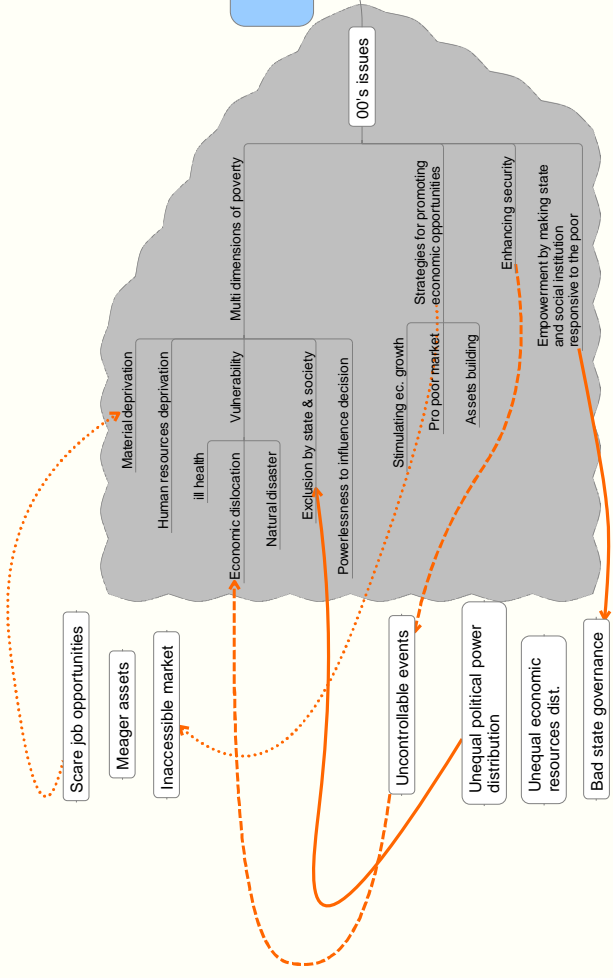 00's issues
Multi dimensions of poverty
Material deprivation
Human resources deprivation
Vulnerability
ill health
Economic dislocation
Natural disaster
Exclusion by state & society
Powerlessness to influence decision
Strategies for promoting
economic opportunities
Stimulating ec. growth
Pro poor market
Assets building
Enhancing security
Empowerment by making state
and social institution
responsive to the poor
Scare job opportunities
Meager assets
Inaccessible market
Uncontrollable events
Unequal political power
distribution
Unequal economic
resources dist.
Bad state governance